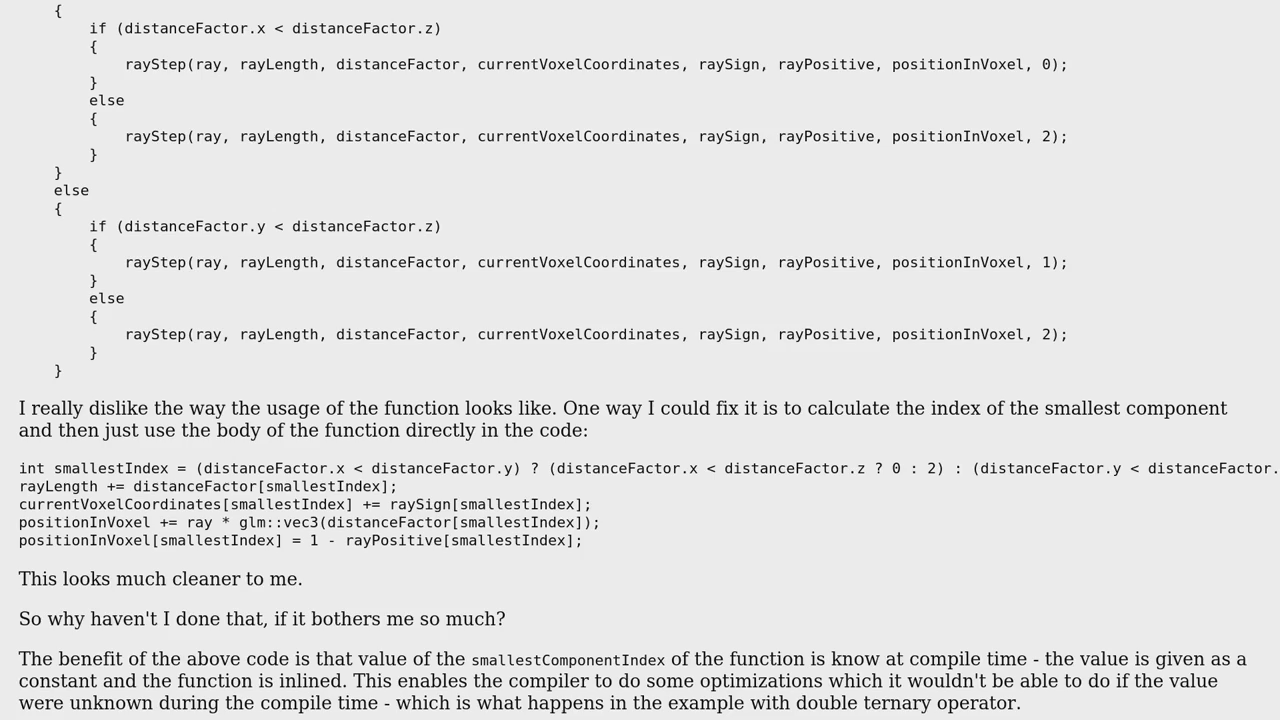 {
if (distanceFactor.x < distanceFactor.z)
{
rayStep(ray, rayLength, distanceFactor, currentVoxelCoordinates, raySign, rayPositive, positionInVoxel, 0);
}
else
{
rayStep(ray, rayLength, distanceFactor, currentVoxelCoordinates, raySign, rayPositive, positionInVoxel, 2);
}
}
else
{
if (distanceFactor.y < distanceFactor.z)
{
rayStep(ray, rayLength, distanceFactor, currentVoxelCoordinates, raySign, rayPositive, positionInVoxel, 1);
}
else
{
rayStep(ray, rayLength, distanceFactor, currentVoxelCoordinates, raySign, rayPositive, positionInVoxel, 2);
}
}
I really dislike the way the usage of the function looks like. One way I could fix it is to calculate the index of the smallest component
and then just use the body of the function directly in the code:
int smallestIndex = (distanceFactor.x < distanceFactor.y) ? (distanceFactor.x < distanceFactor.z ? 0 : 2) : (distanceFactor.y < distanceFactor.
rayLength += distanceFactor[smallestIndex];
currentVoxelCoordinates[smallestIndex] += raySign[smallestIndex];
positionInVoxel += ray * glm::vec3(distanceFactor[smallestIndex]);
positionInVoxel[smallestIndex] = 1 - rayPositive[smallestIndex];
This looks much cleaner to me.
So why haven't I done that, if it bothers me so much?
The benefit of the above code is that value of the smallestComponentIndex of the function is know at compile time - the value is given as a
constant and the function is inlined. This enables the compiler to do some optimizations which it wouldn't be able to do if the value
were unknown during the compile time - which is what happens in the example with double ternary operator.